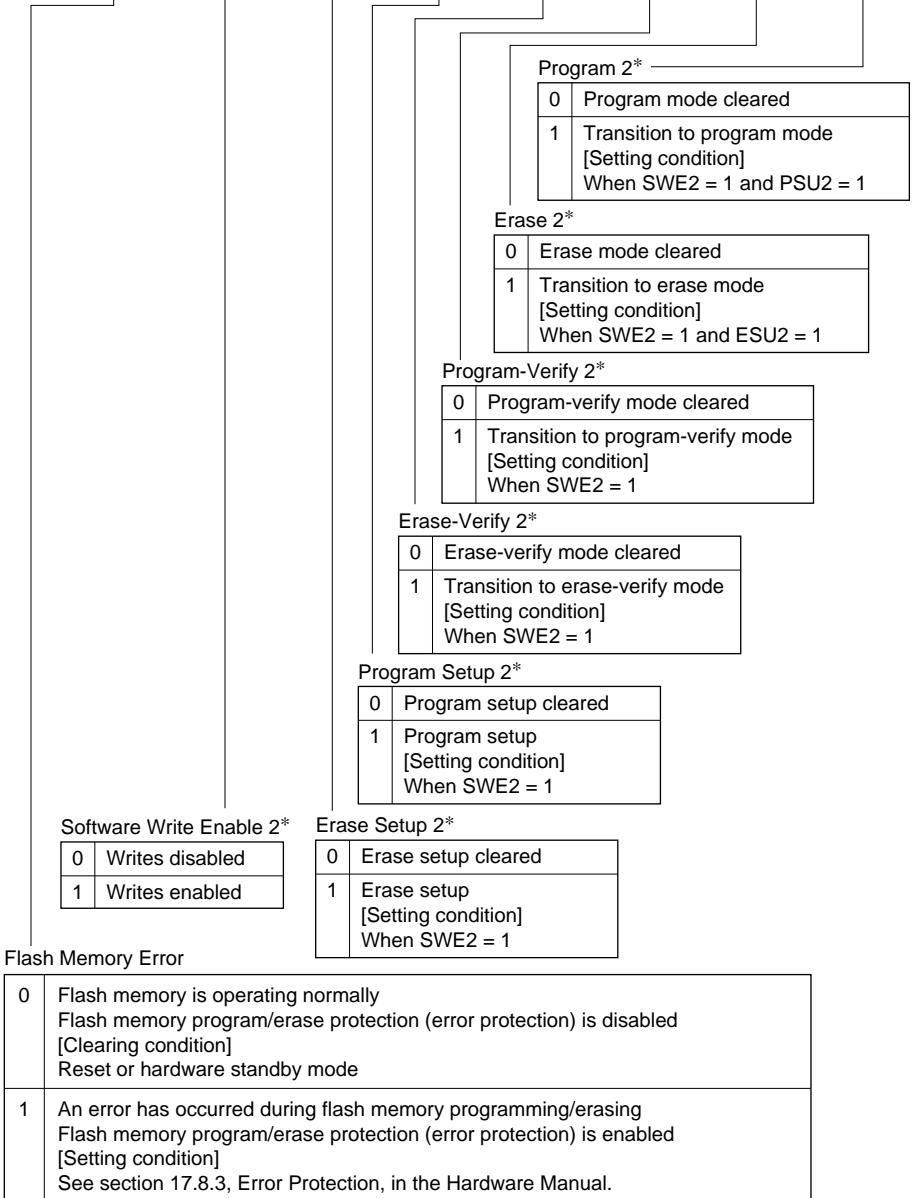 Program 2*
0 Program mode cleared
1 Transition to program mode
[Setting condition]
When SWE2 = 1 and PSU2 = 1
Erase 2*
0 Erase mode cleared
1 Transition to erase mode
[Setting condition]
When SWE2 = 1 and ESU2 = 1
Program-Verify 2*
0 Program-verify mode cleared
1 Transition to program-verify mode
[Setting condition]
When SWE2 = 1
Erase-Verify 2*
0 Erase-verify mode cleared
1 Transition to erase-verify mode
[Setting condition]
When SWE2 = 1
Program Setup 2*
0 Program setup cleared
1 Program setup
[Setting condition]
When SWE2 = 1
Software Write Enable 2*
0 Writes disabled
1 Writes enabled
Erase Setup 2*
0 Erase setup cleared
1 Erase setup
[Setting condition]
When SWE2 = 1
Flash Memory Error
0 Flash memory is operating normally
Flash memory program/erase protection (error protection) is disabled
[Clearing condition]
Reset or hardware standby mode
1 An error has occurred during flash memory programming/erasing
Flash memory program/erase protection (error protection) is enabled
[Setting condition]
See section 17.8.3, Error Protection, in the Hardware Manual.